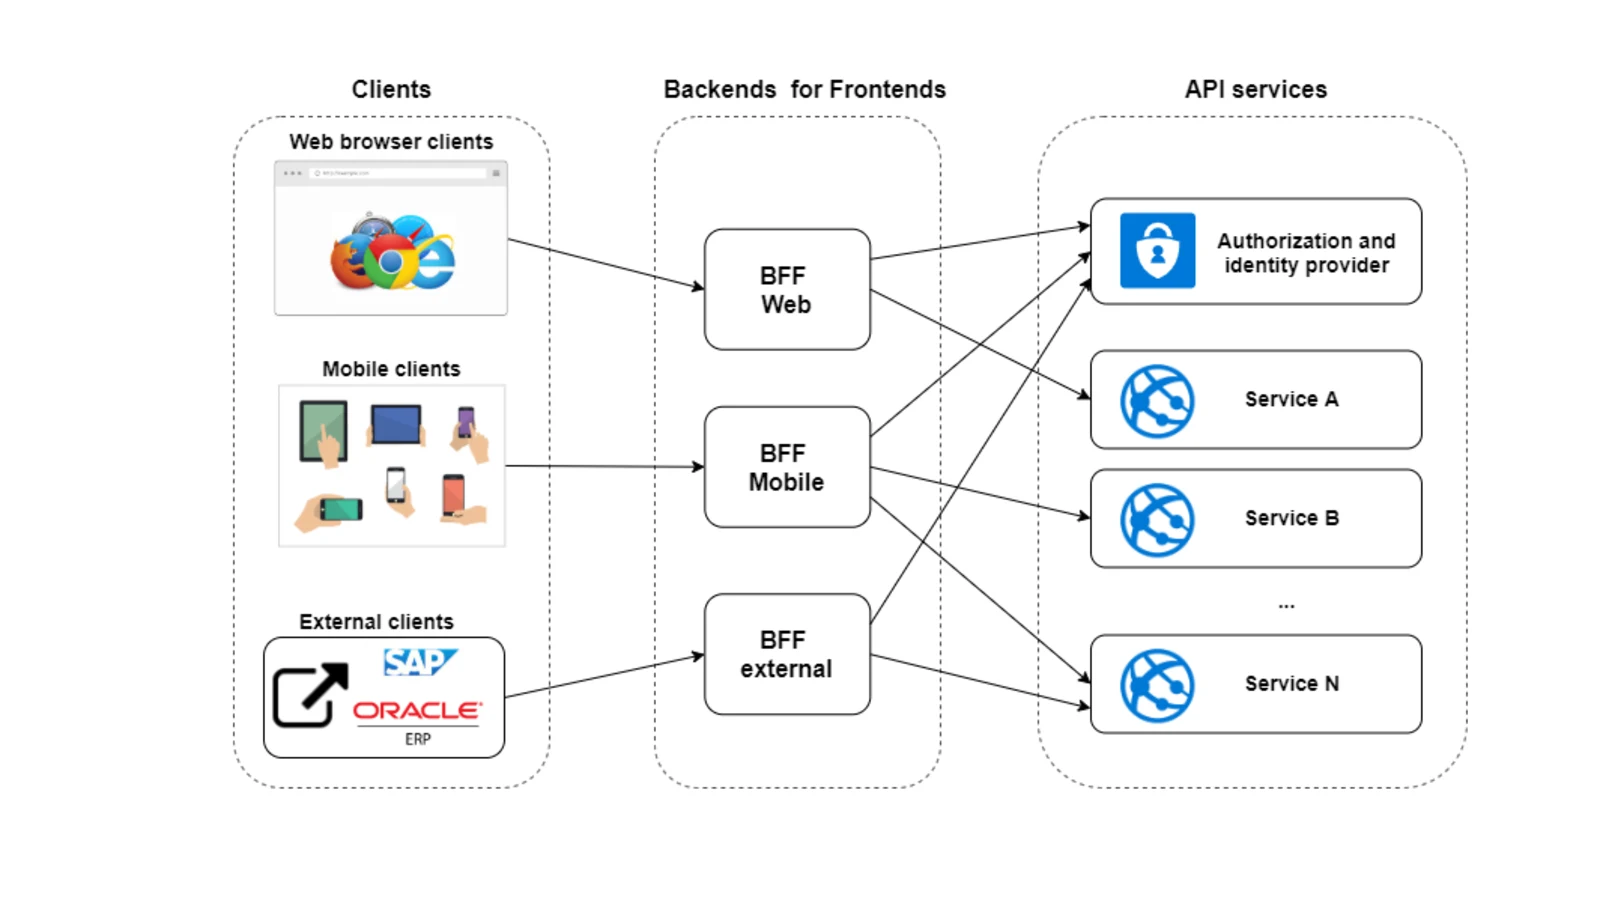 Clients
Backends for Frontends
API services
Web browser clients
Mobile clients
External clients
SAP
ORACLE
ERP
BFF
Web
BFF
Mobile
BFF
external
Authorization and
identity provider
Service A
Service B
...
Service N